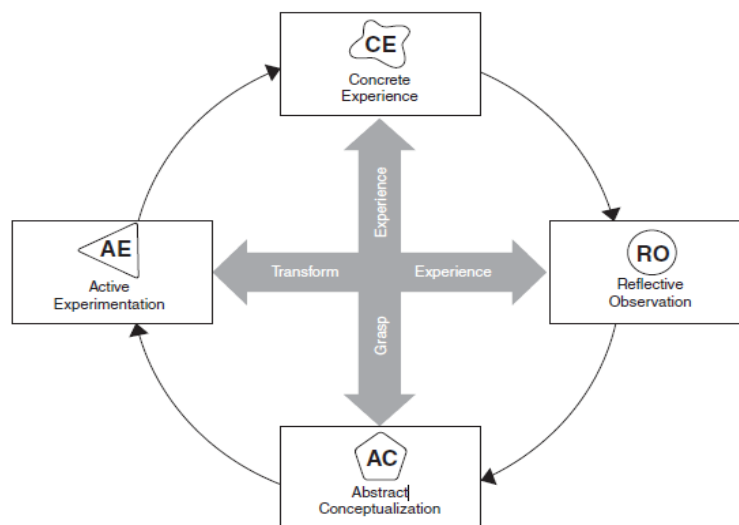 CE
Concrete
Experience
Experience
AE
Active
Experimentation
Transform
Experience
RO
Reflective
Observation
Grasp
AC
Abstract
Conceptualization